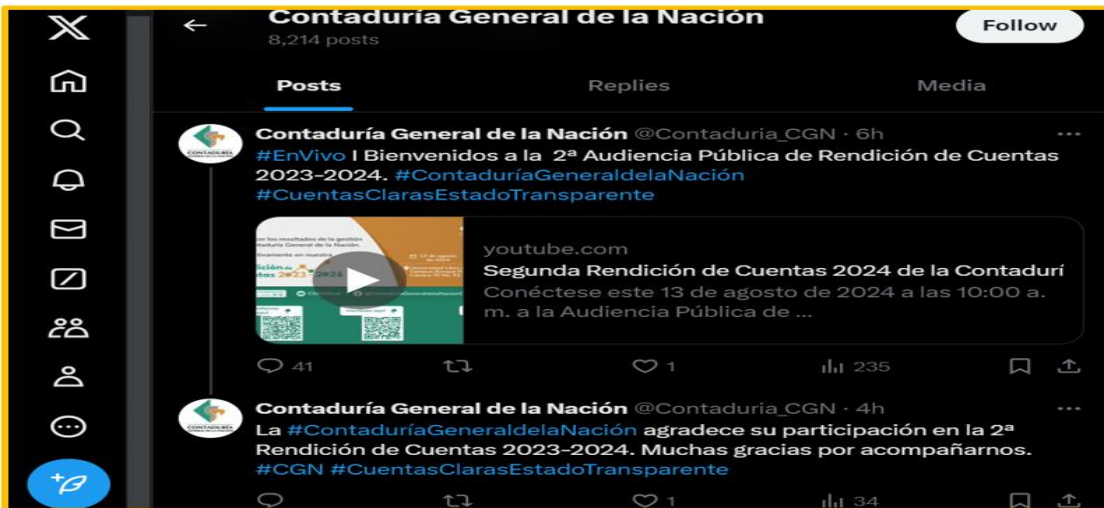 Contaduría General de la Nación
8,214 posts
Follow
Posts Replies Media
Contaduría General de la Nación @Contaduria_CGN · 6h
#EnVivo I Bienvenidos a la 2ª Audiencia Pública de Rendición de Cuentas
2023-2024. #ContaduríaGeneraldelaNación
#CuentasClarasEstadoTransparente
youtube.com
Segunda Rendición de Cuentas 2024 de la Contadurí
Conéctese este 13 de agosto de 2024 a las 10:00 a.
m. a la Audiencia Pública de ...
41 1 235
Contaduría General de la Nación @Contaduria_CGN · 4h
La #ContaduríaGeneraldelaNación agradece su participación en la 2ª
Rendición de Cuentas 2023-2024. Muchas gracias por acompañarnos.
#CGN #CuentasClarasEstadoTransparente
1 34